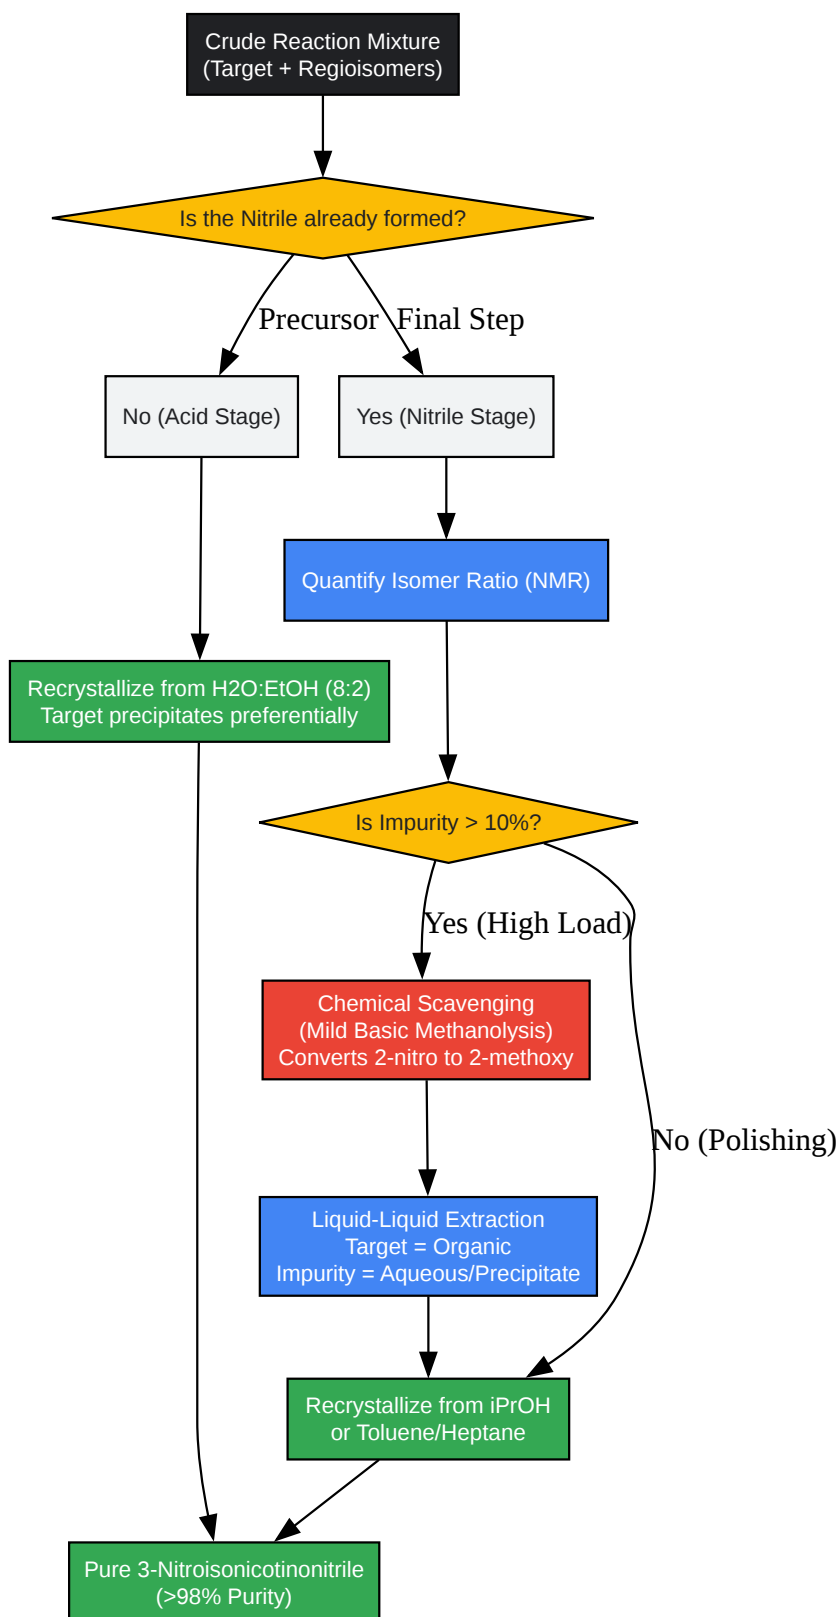 Crude Reaction Mixture
(Target + Regioisomers)
Is the Nitrile already formed?
Precursor
Final Step
No (Acid Stage)
Yes (Nitrile Stage)
Quantify Isomer Ratio (NMR)
Recrystallize from H2O:EtOH (8:2)
Target precipitates preferentially
Is Impurity > 10%?
Yes (High Load)
Chemical Scavenging
(Mild Basic Methanolysis)
Converts 2-nitro to 2-methoxy
No (Polishing)
Liquid-Liquid Extraction
Target = Organic
Impurity = Aqueous/Precipitate
Recrystallize from iPrOH
or Toluene/Heptane
Pure 3-Nitroisonicotinonitrile
(>98% Purity)